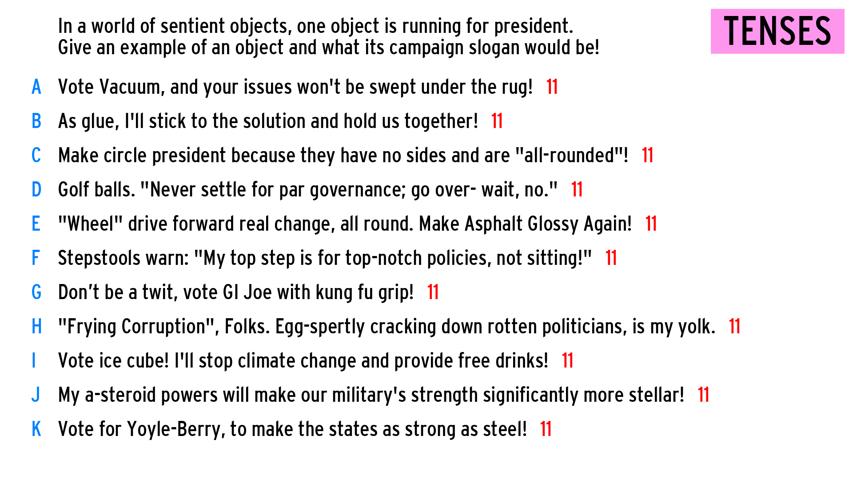 In a world of sentient objects, one object is running for president.
Give an example of an object and what its campaign slogan would be!
TENSES
A Vote Vacuum, and your issues won't be swept under the rug! 11
B As glue, I'll stick to the solution and hold us together! 11
C Make circle president because they have no sides and are "all-rounded"! 11
D Golf balls. "Never settle for par governance; go over- wait, no." 11
E "Wheel" drive forward real change, all round. Make Asphalt Glossy Again! 11
F Stepstools warn: "My top step is for top-notch policies, not sitting!" 11
G Don’t be a twit, vote GI Joe with kung fu grip! 11
H "Frying Corruption", Folks. Egg-spertly cracking down rotten politicians, is my yolk. 11
I Vote ice cube! I'll stop climate change and provide free drinks! 11
J My a-steroid powers will make our military's strength significantly more stellar! 11
K Vote for Yoyle-Berry, to make the states as strong as steel! 11